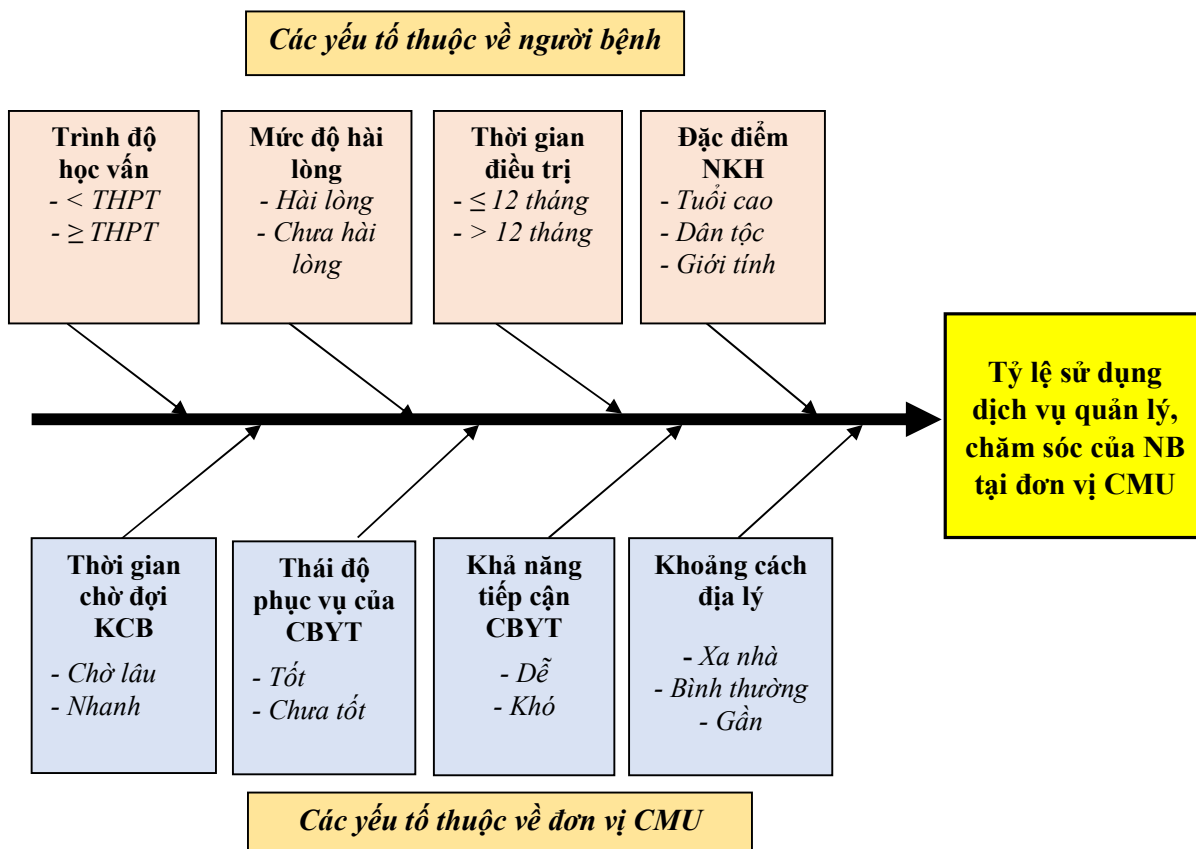 Các yếu tố thuộc về người bệnh
Trình độ
học vấn
- < THPT
- ≥ THPT
Mức độ hài
lòng
- Hài lòng
- Chưa hài
lòng
Thời gian
điều trị
- ≤ 12 tháng
- > 12 tháng
Đặc điểm
NKH
- Tuổi cao
- Dân tộc
- Giới tính
Tỷ lệ sử dụng
dịch vụ quản lý,
chăm sóc của NB
tại đơn vị CMU
Thời gian
chờ đợi
KCB
- Chờ lâu
- Nhanh
Thái độ
phục vụ của
CBYT
- Tốt
- Chưa tốt
Khả năng
tiếp cận
CBYT
- Dễ
- Khó
Khoảng cách
địa lý
- Xa nhà
- Bình thường
- Gần
Các yếu tố thuộc về đơn vị CMU